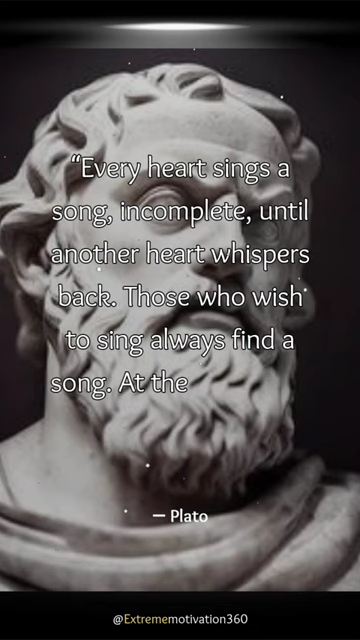 “Every heart sings a
song, incomplete, until
another heart whispers
back. Those who wish
to sing always find a
song. At the
— Plato
@Extrememotivation360